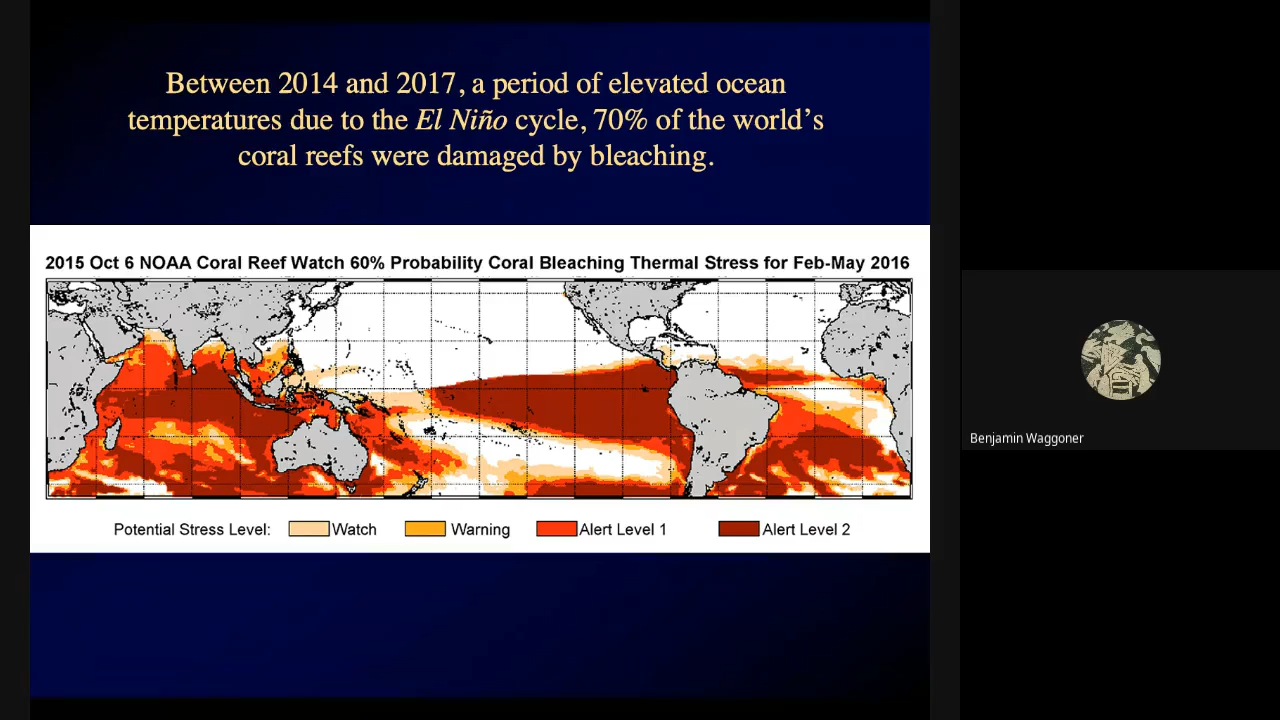 Between 2014 and 2017, a period of elevated ocean
temperatures due to the El Niño cycle, 70% of the world’s
coral reefs were damaged by bleaching.
2015 Oct 6 NOAA Coral Reef Watch 60% Probability Coral Bleaching Thermal Stress for Feb-May 2016
Potential Stress Level: Watch Warning Alert Level 1 Alert Level 2
Benjamin Waggoner